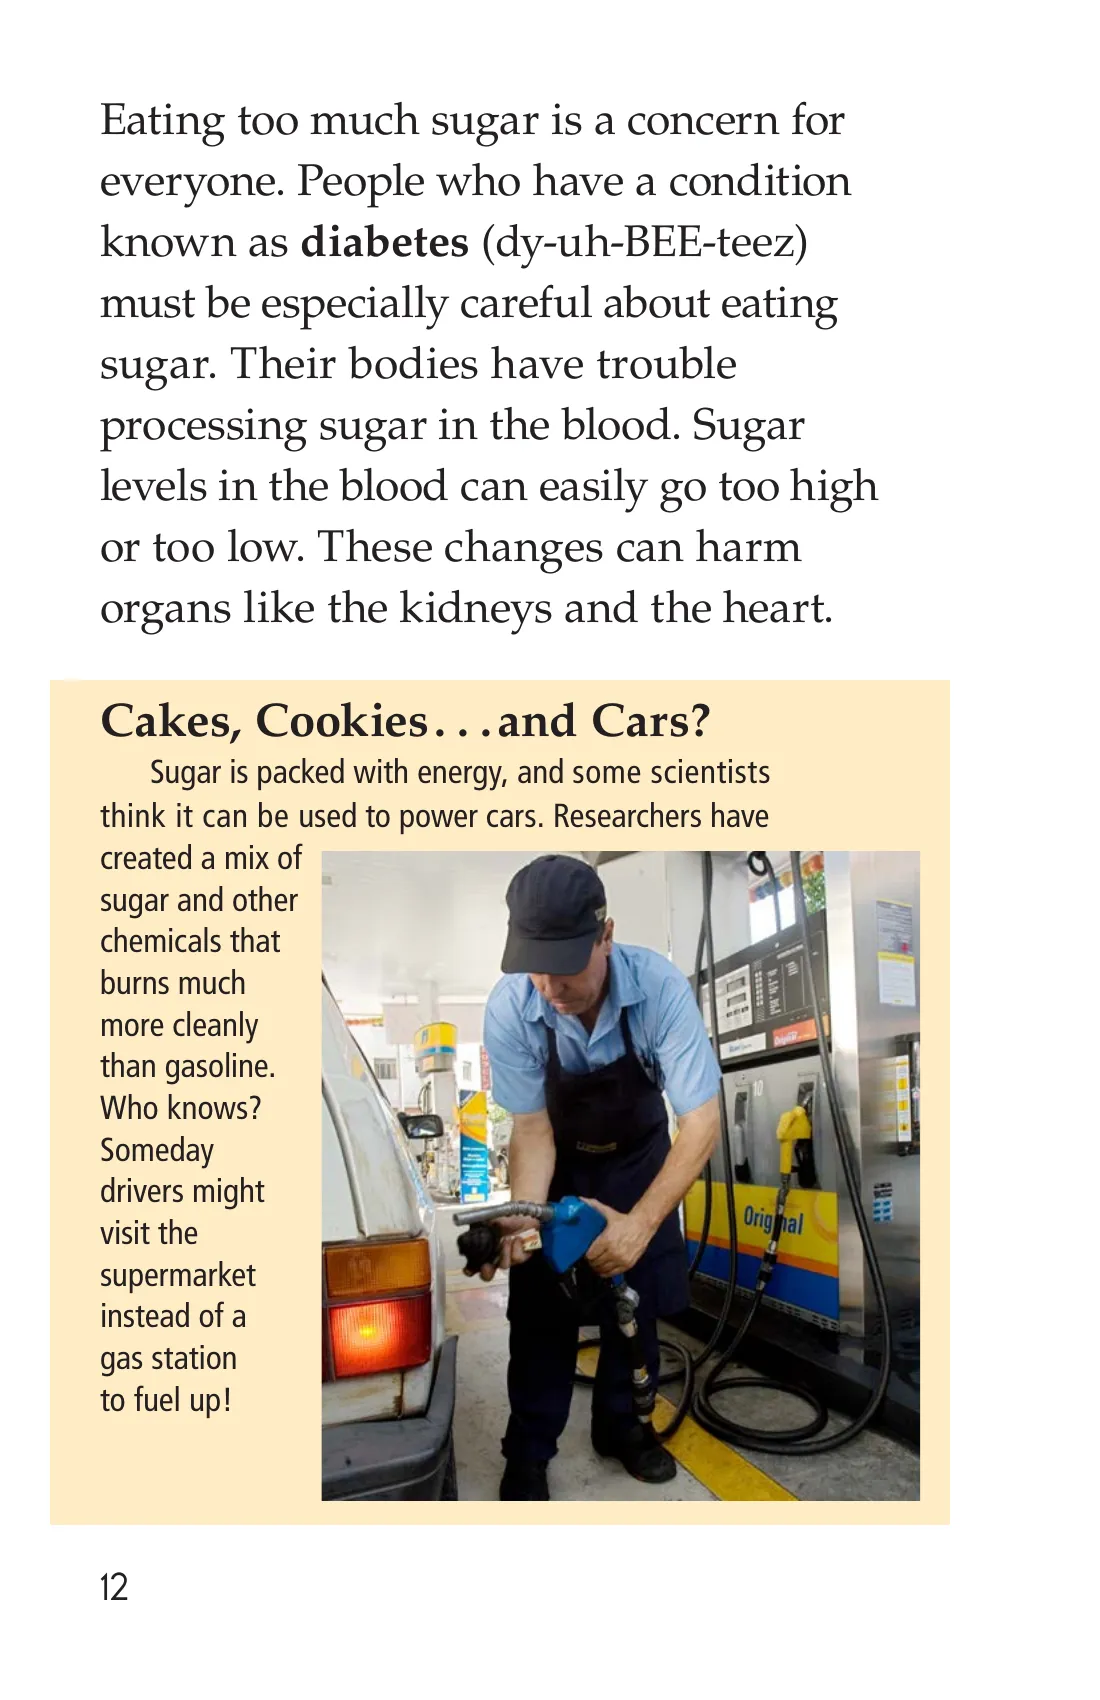 Eating too much sugar is a concern for
everyone. People who have a condition
known as diabetes (dy-uh-BEE-teez)
must be especially careful about eating
sugar. Their bodies have trouble
processing sugar in the blood. Sugar
levels in the blood can easily go too high
or too low. These changes can harm
organs like the kidneys and the heart.
Cakes, Cookies. . .and Cars?
Sugar is packed with energy, and some scientists
think it can be used to power cars. Researchers have
created a mix of
sugar and other
chemicals that
burns much
more cleanly
than gasoline.
Who knows?
Someday
drivers might
visit the
supermarket
instead of a
gas station
to fuel up!
10
Original
12